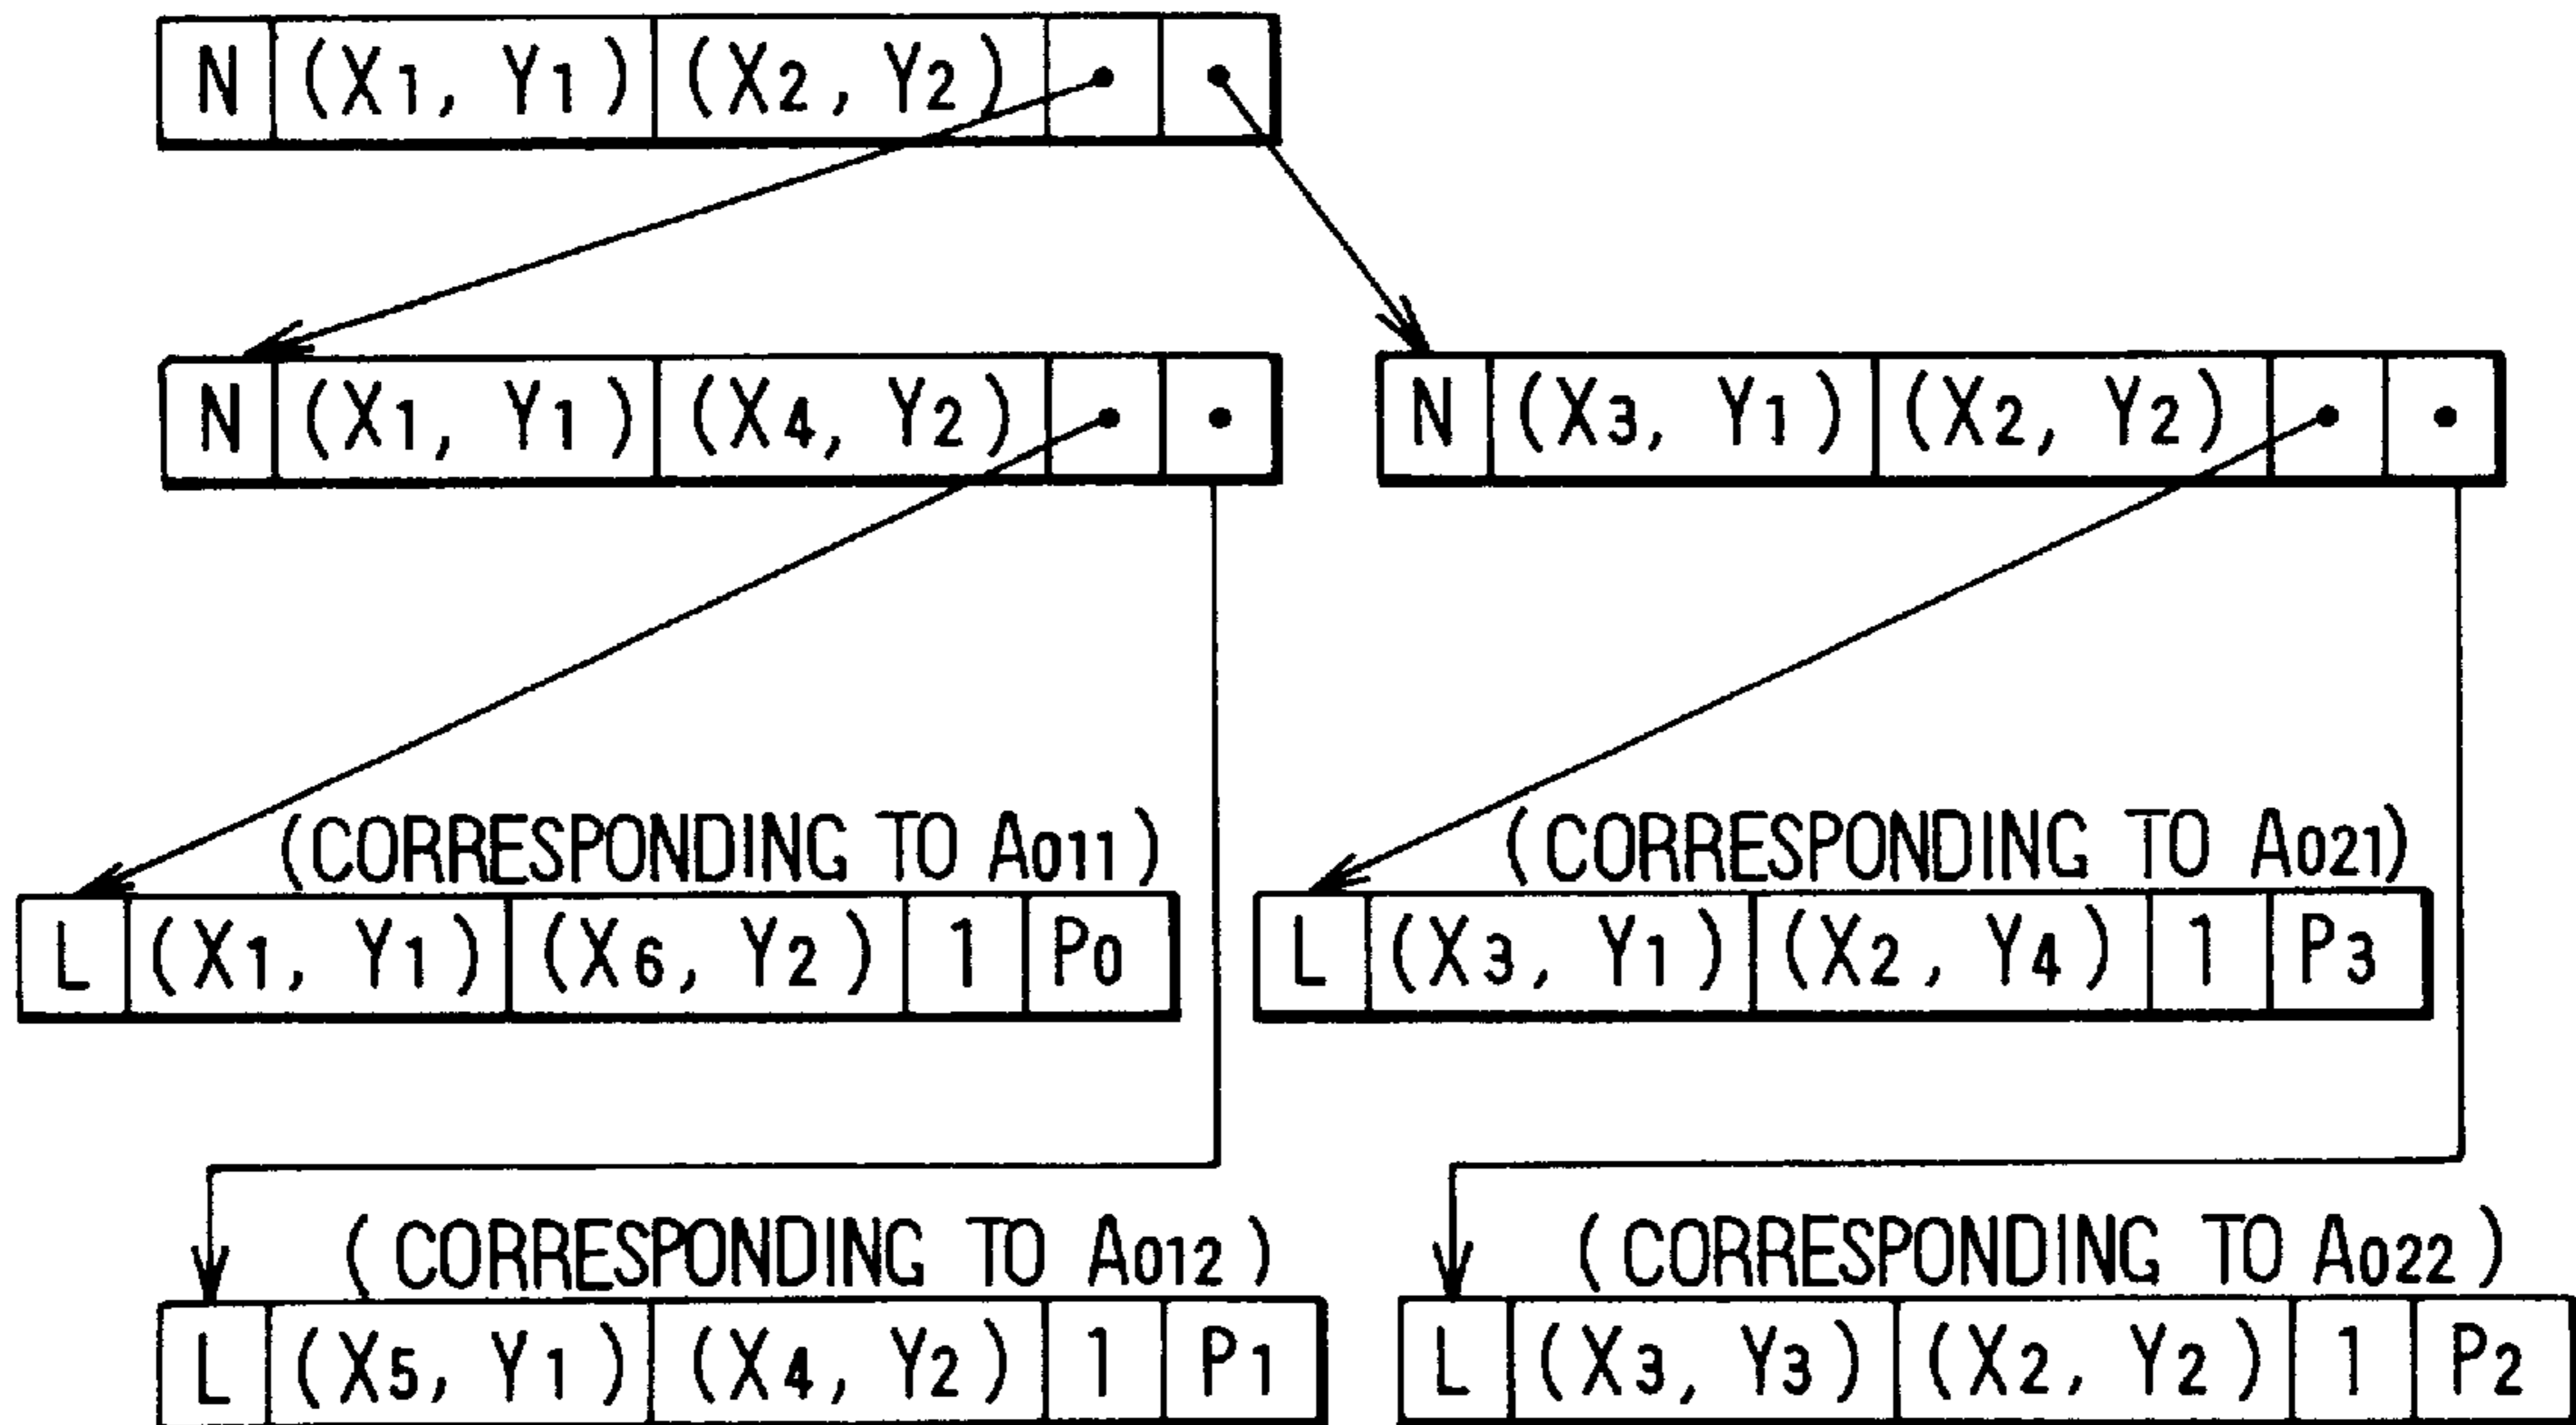 N (X1, Y1) (X2, Y2)
N (X1, Y1) (X4, Y2)
N (X3, Y1) (X2, Y2)
(CORRESPONDING TO A011)
L (X1, Y1) (X6, Y2) 1 P0
(CORRESPONDING TO A021)
L (X3, Y1) (X2, Y4) 1 P3
(CORRESPONDING TO A012)
L (X5, Y1) (X4, Y2) 1 P1
(CORRESPONDING TO A022)
L (X3, Y3) (X2, Y2) 1 P2